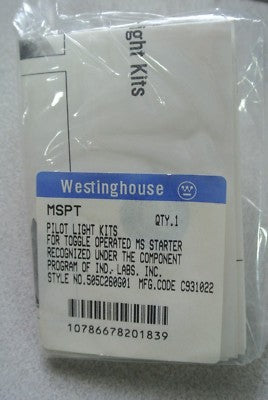 ight Kits
Westinghouse W
MSPT
QTY.1
PILOT LIGHT KITS
FOR TOGGLE OPERATED MS STARTER
RECOGNIZED UNDER THE COMPONENT
PROGRAM OF IND. LABS. INC.
STYLE NO.505C260G01 MFG.CODE C931022
10786678201839